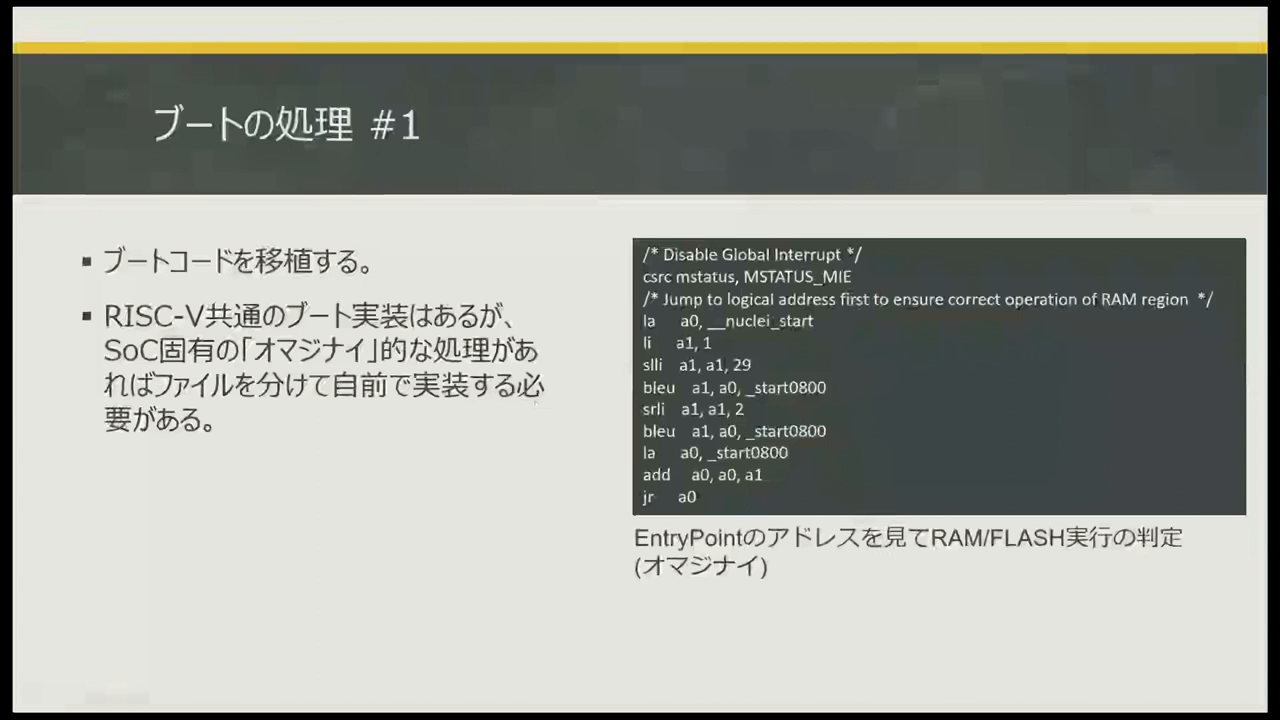 ブートの処理 #1
▪ ブートコードを移植する。
▪ RISC-V共通のブート実装はあるが、
SoC固有の「オマジナイ」的な処理があ
ればファイルを分けて自前で実装する必
要がある。
/* Disable Global Interrupt */
csrc mstatus, MSTATUS_MIE
/* Jump to logical address first to ensure correct operation of RAM region */
la a0, __nuclei_start
li a1, 1
slli a1, a1, 29
bleu a1, a0, _start0800
srli a1, a1, 2
bleu a1, a0, _start0800
la a0, _start0800
add a0, a0, a1
jr a0
EntryPointのアドレスを見てRAM/FLASH実行の判定
(オマジナイ)